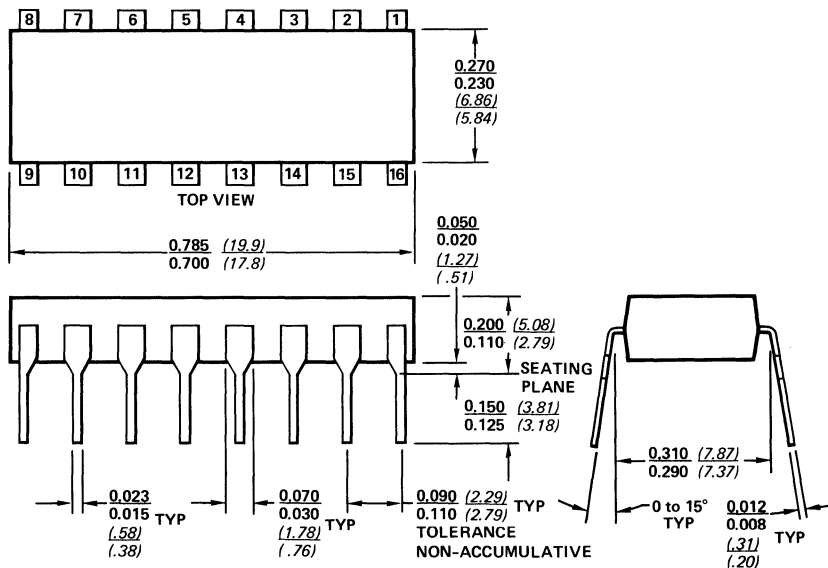 8 7 6 5 4 3 2 1
0.270
0.230
(6.86)
(5.84)
9 10 11 12 13 14 15 16
TOP VIEW
0.785 (19.9)
0.700 (17.8)
0.050
0.020
(1.27)
(.51)
0.200 (5.08)
0.110 (2.79)
SEATING
PLANE
0.150 (3.81)
0.125 (3.18)
0.310 (7.87)
0.290 (7.37)
0.023
0.015 TYP
(.58)
(.38)
0.070
0.030 TYP
(1.78)
(.76)
0.090 (2.29) TYP
0.110 (2.79)
TOLERANCE
NON-ACCUMULATIVE
0 to 15°
TYP
0.012
0.008 TYP
(.31)
(.20)